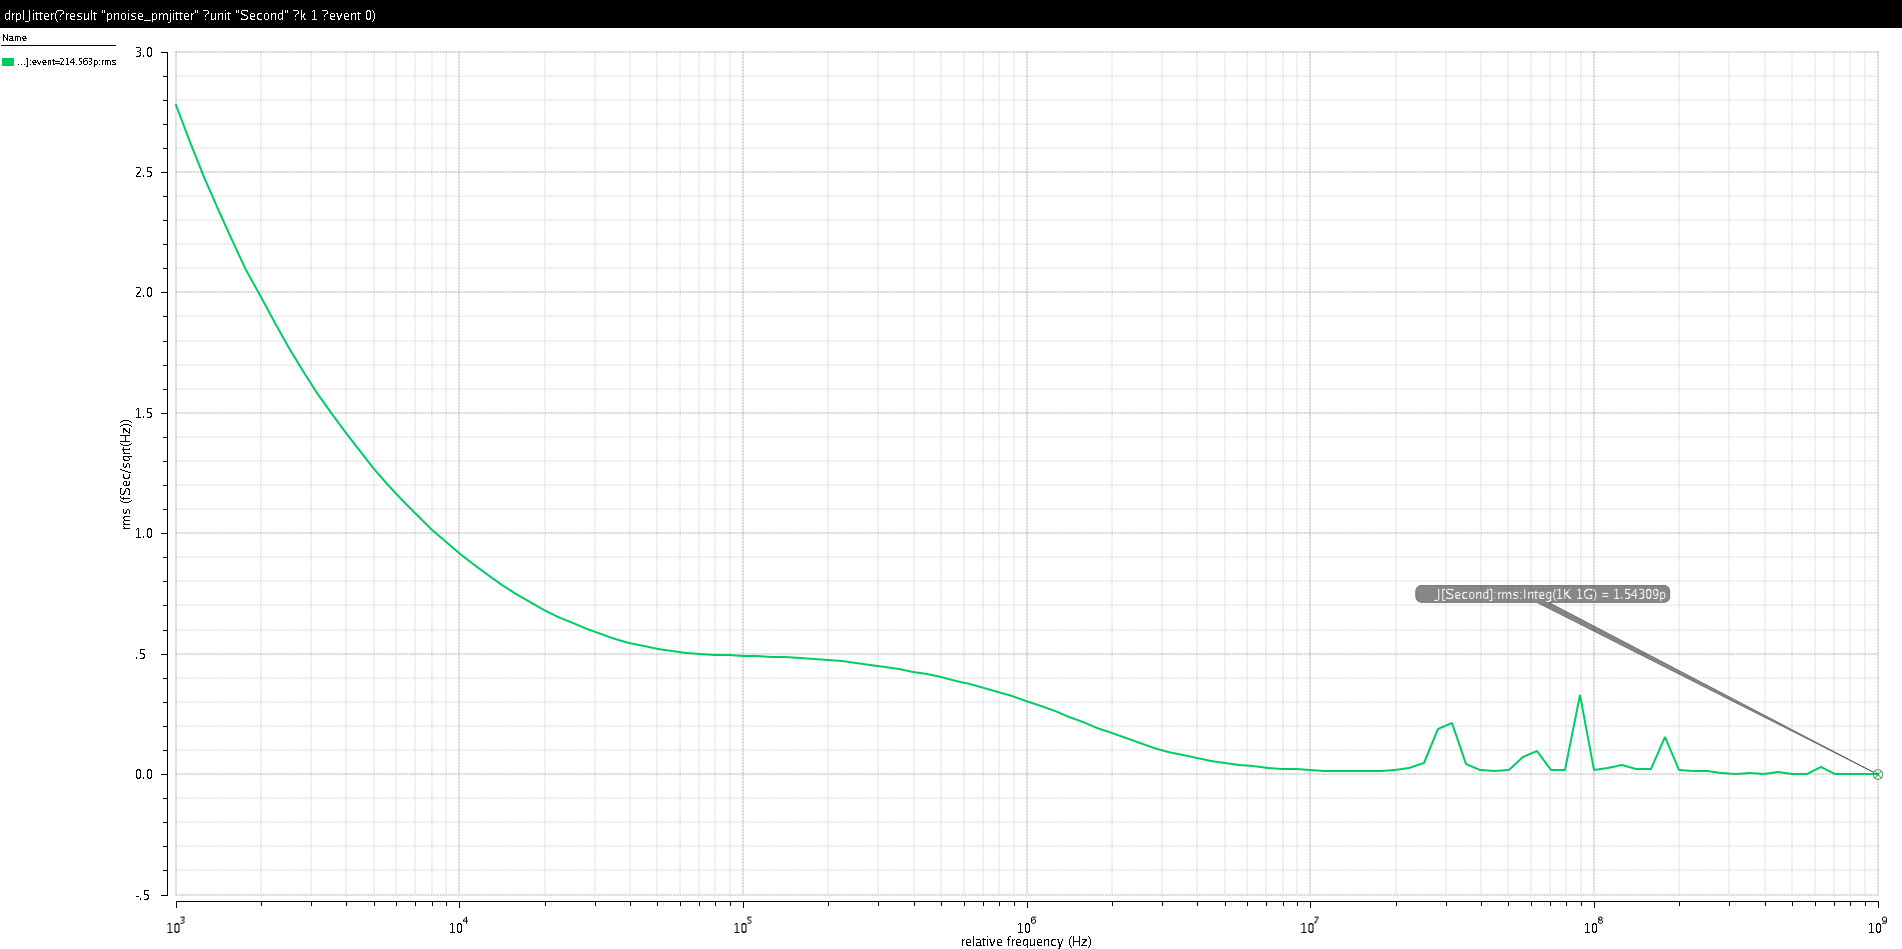 drpl_Jitter(?result "pnoise_pmjitter" ?unit "Second" ?k 1 ?event 0)
Name
...]:event=214.563p:rms
3.0
2.5
2.0
1.5
1.0
.5
0.0
-.5
rms (fSec/sqrt(Hz))
_J[Second]:rms:Integ(1K 1G) = 1.54309p
10³ 10⁴ 10⁵ 10⁶ 10⁷ 10⁸ 10⁹
relative frequency (Hz)